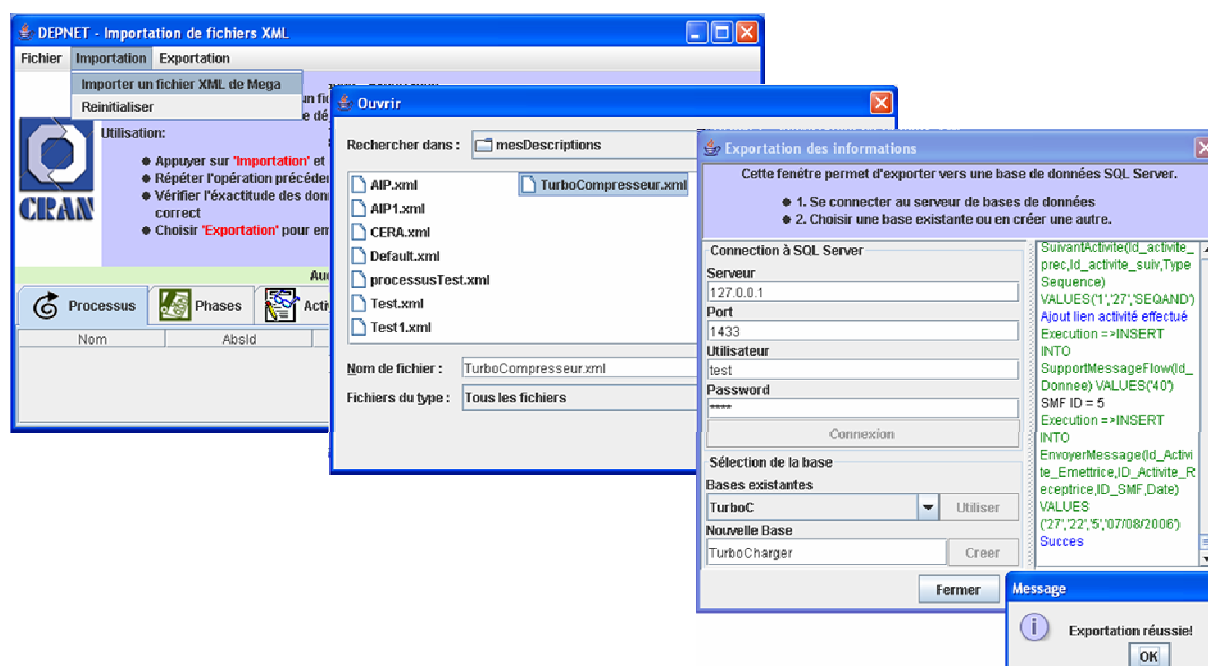 DEPNET - Importation de fichiers XML
Fichier Importation Exportation
Importer un fichier XML de Mega
Reinitialiser
un
Utilisation:
Appuyer sur "Importation" et
Répéter l'opération
Vérifier l'éxactitude des
correct
Choisir "Exportation" pour
CRAN
Processus Phases
Nom AbsId
Ouvrir
Rechercher dans : mesDescriptions
AIP.xml TurboCompresseur.xml
AIP1.xml
CERA.xml
Default.xml
processusTest.xml
Test.xml
Test1.xml
Nom de fichier : TurboCompresseur.xml
Fichiers du type : Tous les fichiers
Exportation des informations
Cette fenêtre permet d'exporter vers une base de données SQL Server.
1. Se connecter au serveur de bases de données
2. Choisir une base existante ou en créer une autre.
Connection à SQL Server
Serveur
127.0.0.1
Port
1433
Utilisateur
test
Password
****
Connexion
Sélection de la base
Bases existantes
TurboC Utiliser
Nouvelle Base
TurboCharger Creer
Fermer
SuivantActivite(Id_activite_
prec,Id_activite_suiv,Type
Sequence)
VALUES('1','27','SEQAND')
Ajout lien activité effectué
Execution =>INSERT
INTO
SupportMessageFlow(Id_
Donnee) VALUES('40')
SMF ID = 5
Execution =>INSERT
INTO
EnvoyerMessage(Id_Activi
te_Emettrice,ID_Activite_R
eceptrice,ID_SMF,Date)
VALUES
('27','22','5','07/08/2006')
Succes
Message
Exportation réussie!
OK